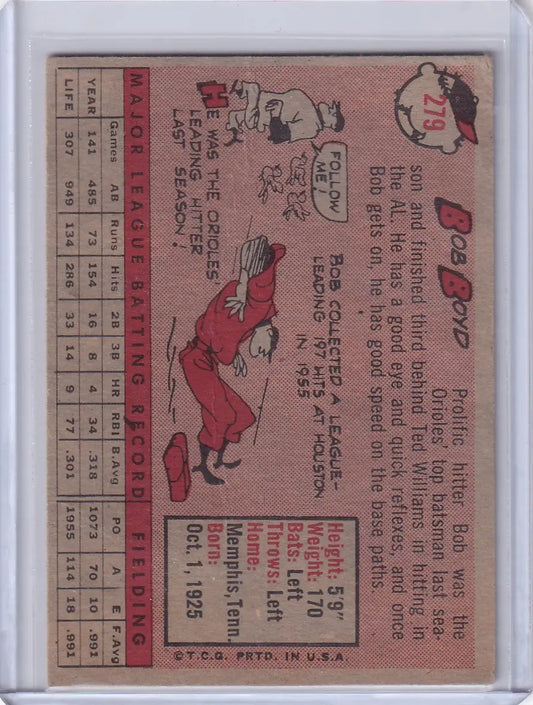 279
BOB BOYD
Prolific hitter Bob was the
Orioles' top batsman last sea-
son and finished third behind Ted Williams in hitting in
the AL. He has a good eye and quick reflexes, and once
Bob gets on, he has good speed on the base paths.
FOLLOW
ME!
HE WAS THE ORIOLES'
LEADING HITTER
LAST SEASON!
BOB COLLECTED A LEAGUE-
LEADING 197 HITS AT HOUSTON
IN 1955
Height: 5'9"
Weight: 170
Bats: Left
Throws: Left
Home:
Memphis, Tenn.
Born:
Oct. 1, 1925
©T.C.G. PRTD. IN U.S.A.
MAJOR LEAGUE BATTING RECORD FIELDING
Games AB Runs Hits 2B 3B HR RBI B.Avg PO A E F.Avg
YEAR 141 485 73 154 16 8 4 34 .318 1073 70 10 .991
LIFE 307 949 134 286 33 14 9 77 .301 1955 114 18 .991